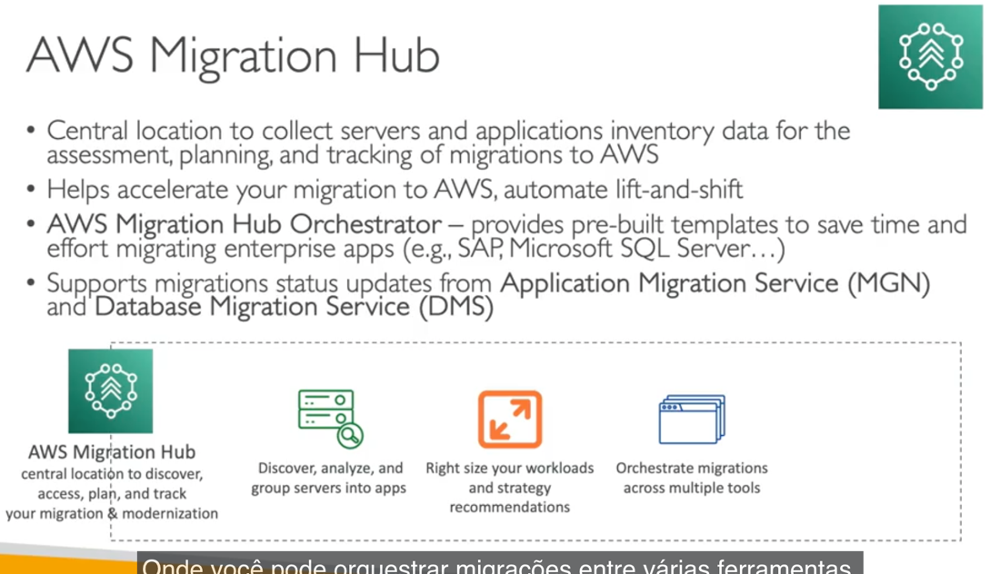 AWS Migration Hub
• Central location to collect servers and applications inventory data for the
assessment, planning, and tracking of migrations to AWS
• Helps accelerate your migration to AWS, automate lift-and-shift
• AWS Migration Hub Orchestrator – provides pre-built templates to save time and
effort migrating enterprise apps (e.g., SAP, Microsoft SQL Server…)
• Supports migrations status updates from Application Migration Service (MGN)
and Database Migration Service (DMS)
AWS Migration Hub
central location to discover,
access, plan, and track
your migration & modernization
Discover, analyze, and
group servers into apps
Right size your workloads
and strategy
recommendations
Orchestrate migrations
across multiple tools
Onde você pode orquestrar migrações entre várias ferramentas.